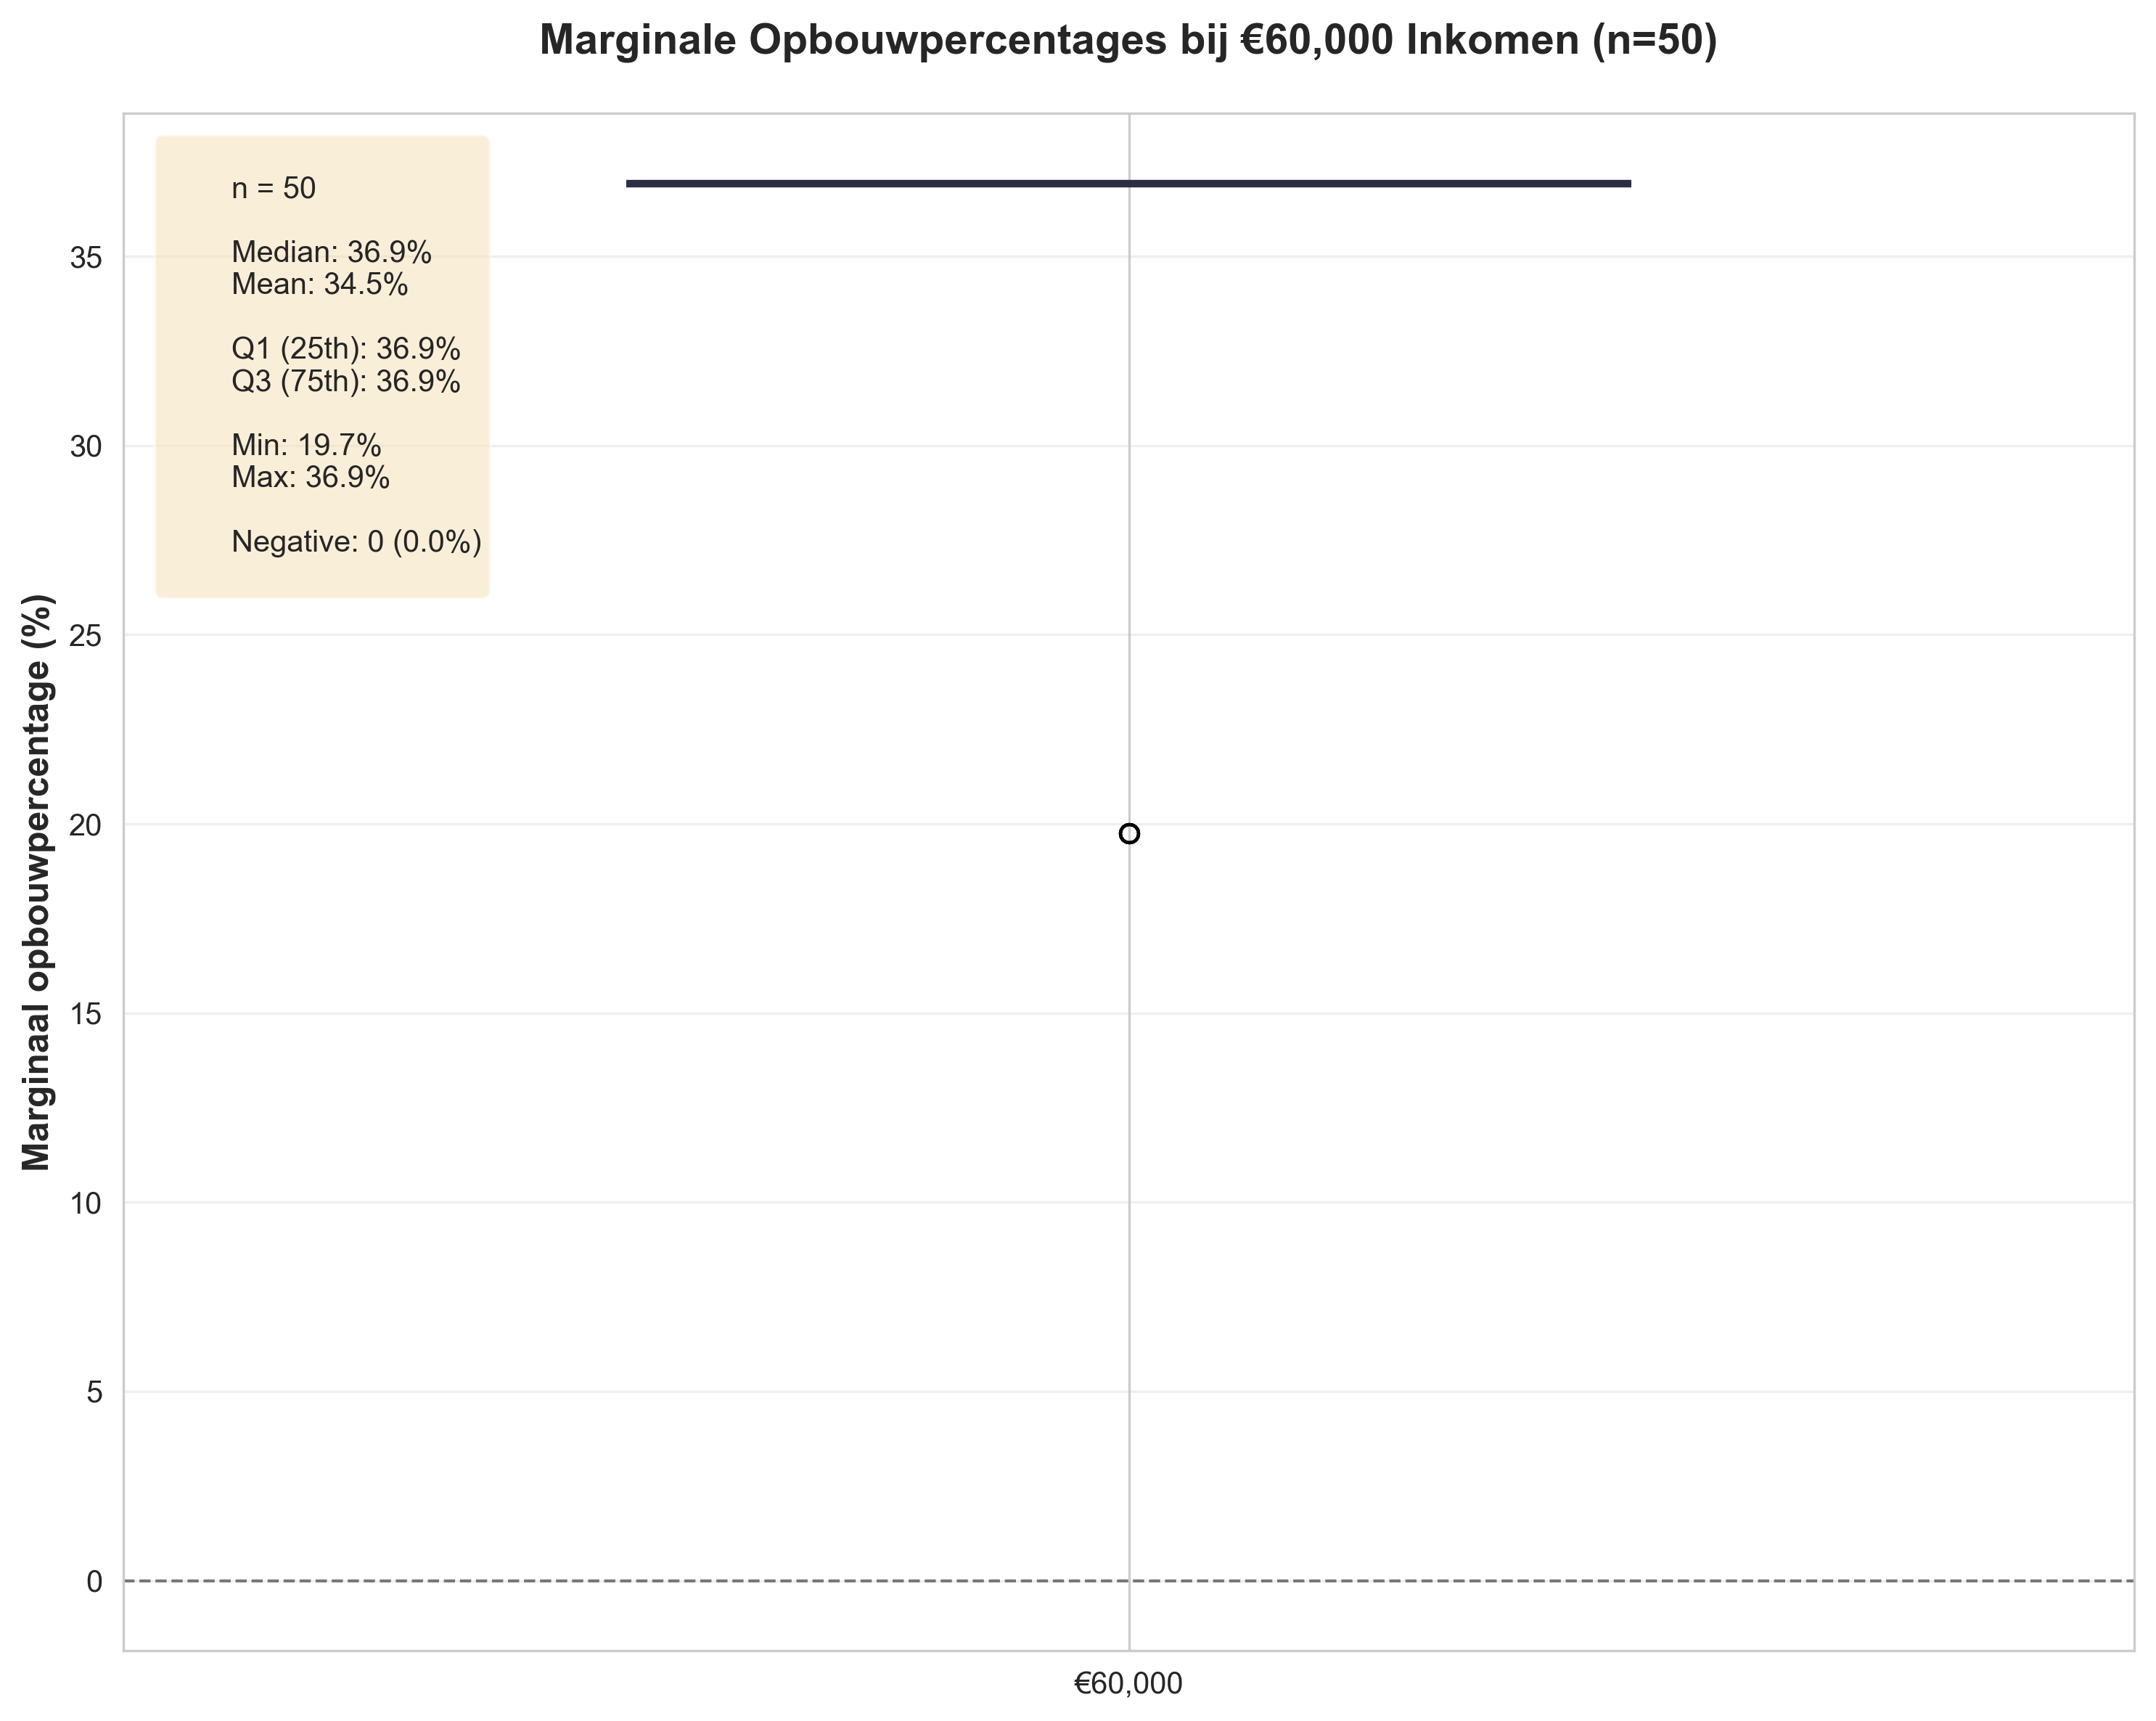 Marginale Opbouwpercentages bij €60,000 Inkomen (n=50)
n = 50
Median: 36.9%
Mean: 34.5%
Q1 (25th): 36.9%
Q3 (75th): 36.9%
Min: 19.7%
Max: 36.9%
Negative: 0 (0.0%)
Marginaal opbouwpercentage (%)
35
30
25
20
15
10
5
0
€60,000